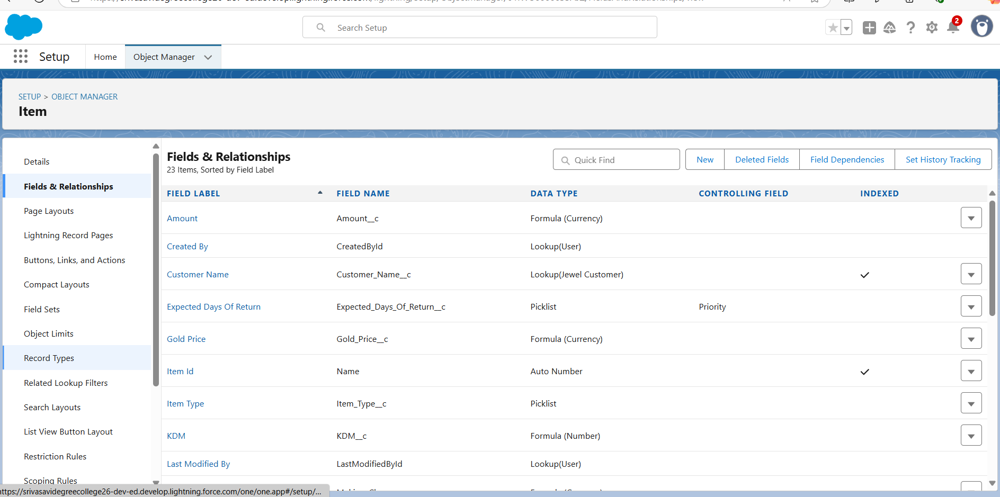 Search Setup
2
Setup
Home
Object Manager
SETUP > OBJECT MANAGER
Item
Details
Fields & Relationships
Page Layouts
Lightning Record Pages
Buttons, Links, and Actions
Compact Layouts
Field Sets
Object Limits
Record Types
Related Lookup Filters
Search Layouts
List View Button Layout
Restriction Rules
Scoping Rules
Fields & Relationships
23 Items, Sorted by Field Label
Quick Find
New
Deleted Fields
Field Dependencies
Set History Tracking
FIELD LABEL FIELD NAME DATA TYPE CONTROLLING FIELD INDEXED
Amount Amount__c Formula (Currency)
Created By CreatedById Lookup(User)
Customer Name Customer_Name__c Lookup(Jewel Customer)
Expected Days Of Return Expected_Days_Of_Return__c Picklist Priority
Gold Price Gold_Price__c Formula (Currency)
Item Id Name Auto Number
Item Type Item_Type__c Picklist
KDM KDM__c Formula (Number)
Last Modified By LastModifiedById Lookup(User)
https://srivasavidegreecollege26-dev-ed.develop.lightning.force.com/one/one.app#/setup/...